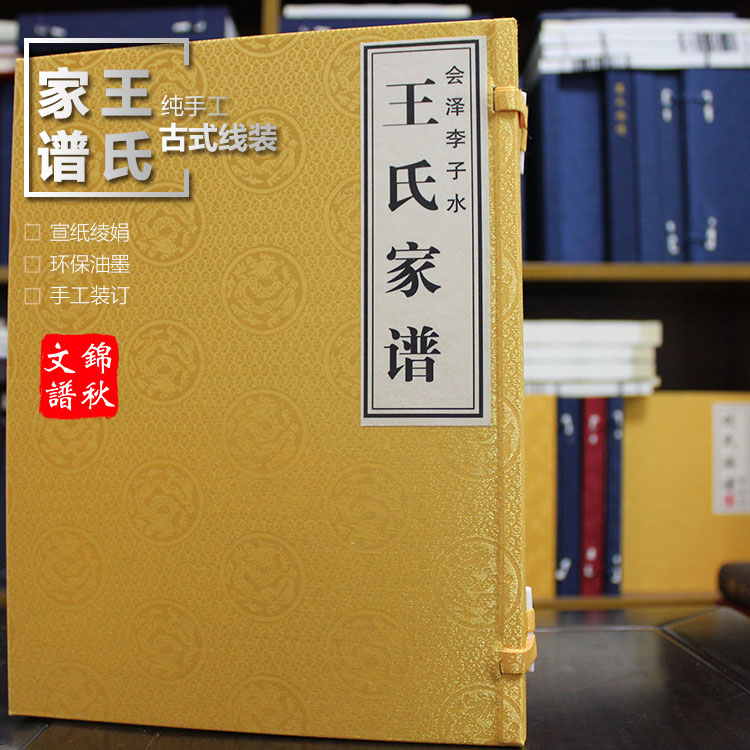 王氏
家谱
纯手工
古式线装
宣纸绫娟
环保油墨
手工装订
錦秋
文譜
会泽李子水
王氏家谱